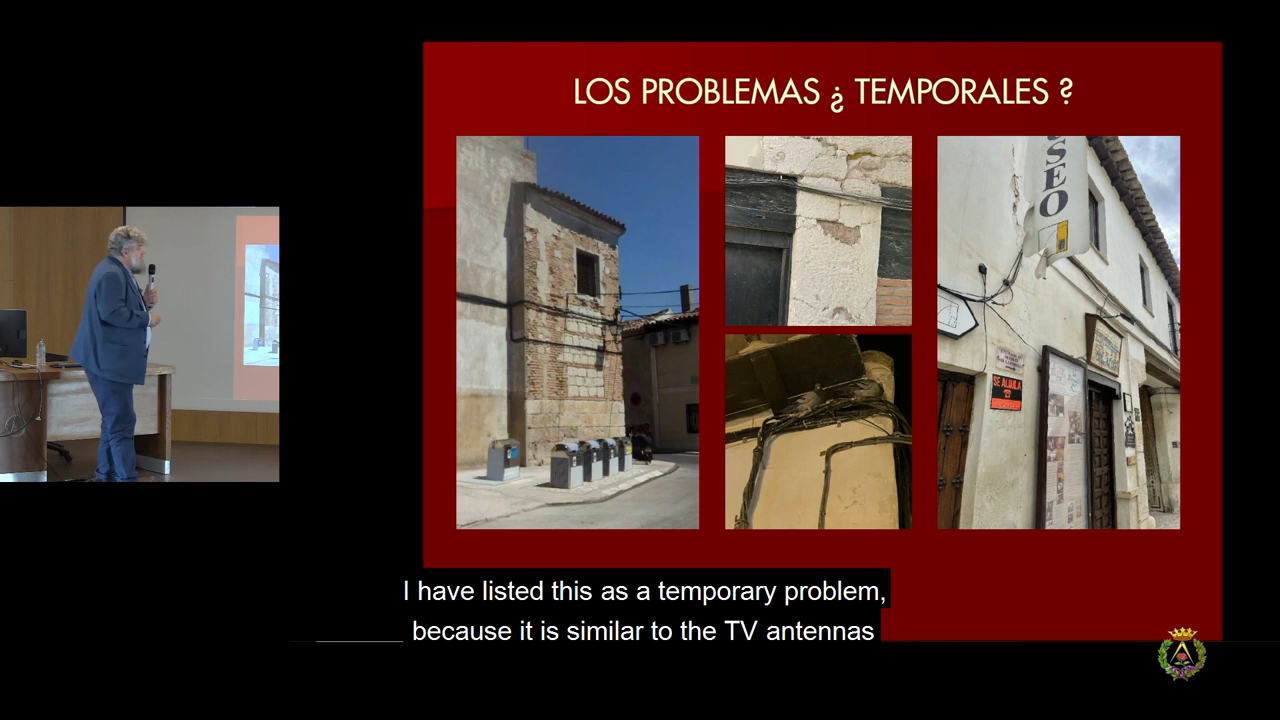 LOS PROBLEMAS ¿ TEMPORALES ?
SEO
SE ALQUILA
I have listed this as a temporary problem,
because it is similar to the TV antennas